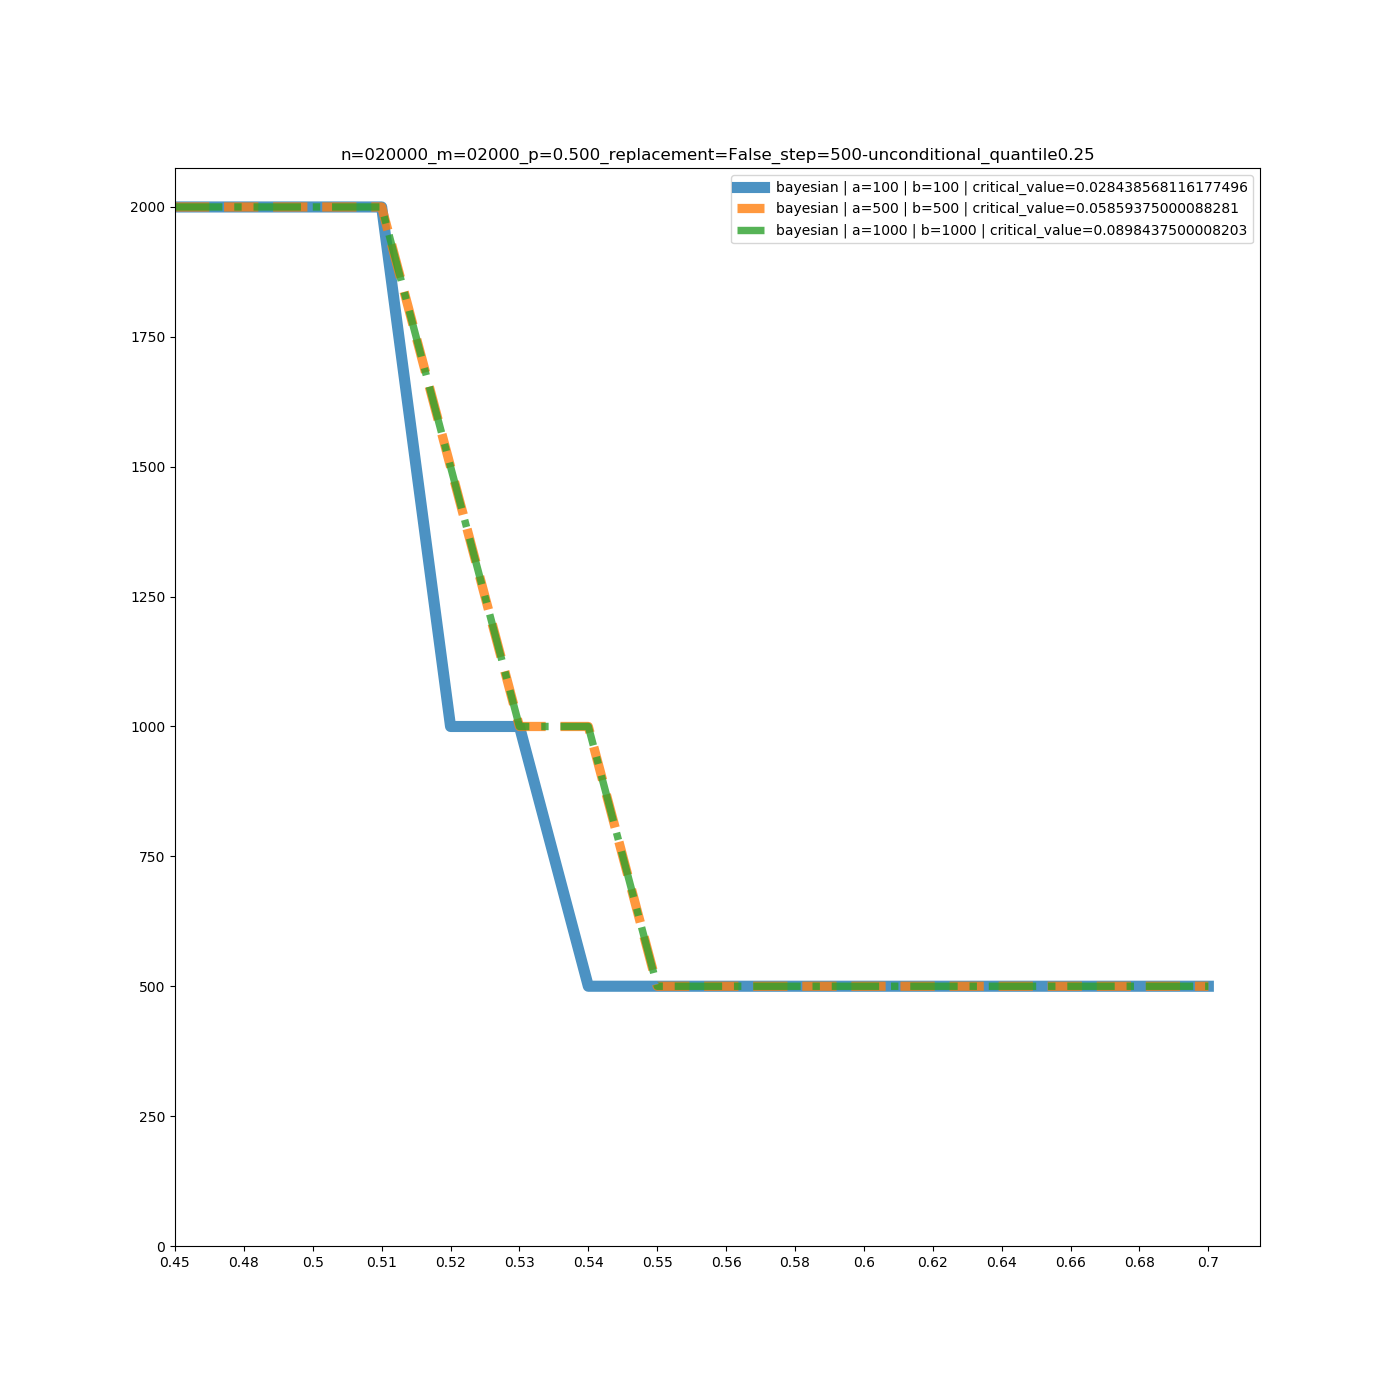 n=020000_m=02000_p=0.500_replacement=False_step=500-unconditional_quantile0.25
bayesian | a=100 | b=100 | critical_value=0.028438568116177496
bayesian | a=500 | b=500 | critical_value=0.05859375000088281
bayesian | a=1000 | b=1000 | critical_value=0.0898437500008203
2000
1750
1500
1250
1000
750
500
250
0
0.45 0.48 0.5 0.51 0.52 0.53 0.54 0.55 0.56 0.58 0.6 0.62 0.64 0.66 0.68 0.7